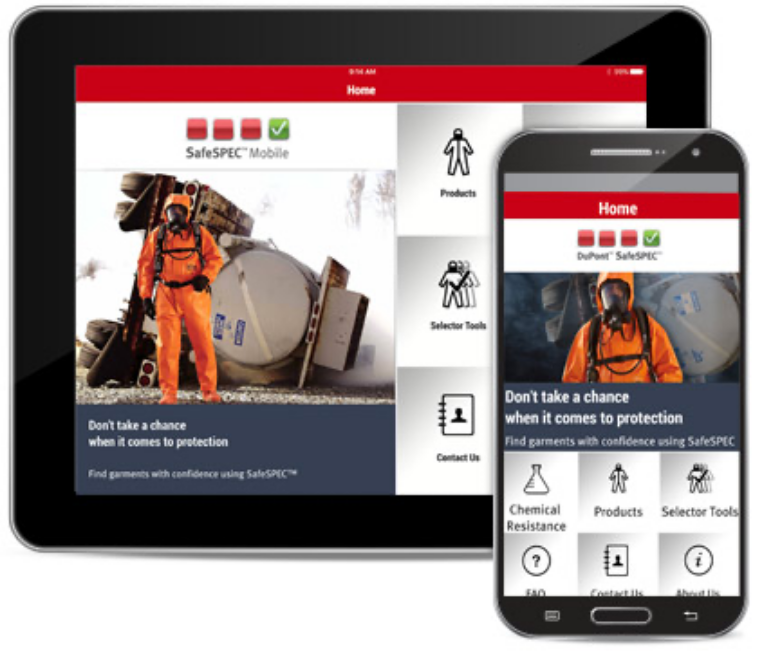 9:14 AM
99%
Home
SafeSPEC™ Mobile
Products
Selector Tools
Contact Us
Don't take a chance
when it comes to protection
Find garments with confidence using SafeSPEC™
Home
DuPont™ SafeSPEC™
Don't take a chance
when it comes to protection
Find garments with confidence using SafeSPEC
Chemical
Resistance
Products
Selector Tools
?
FAQ
Contact Us
i
About Us